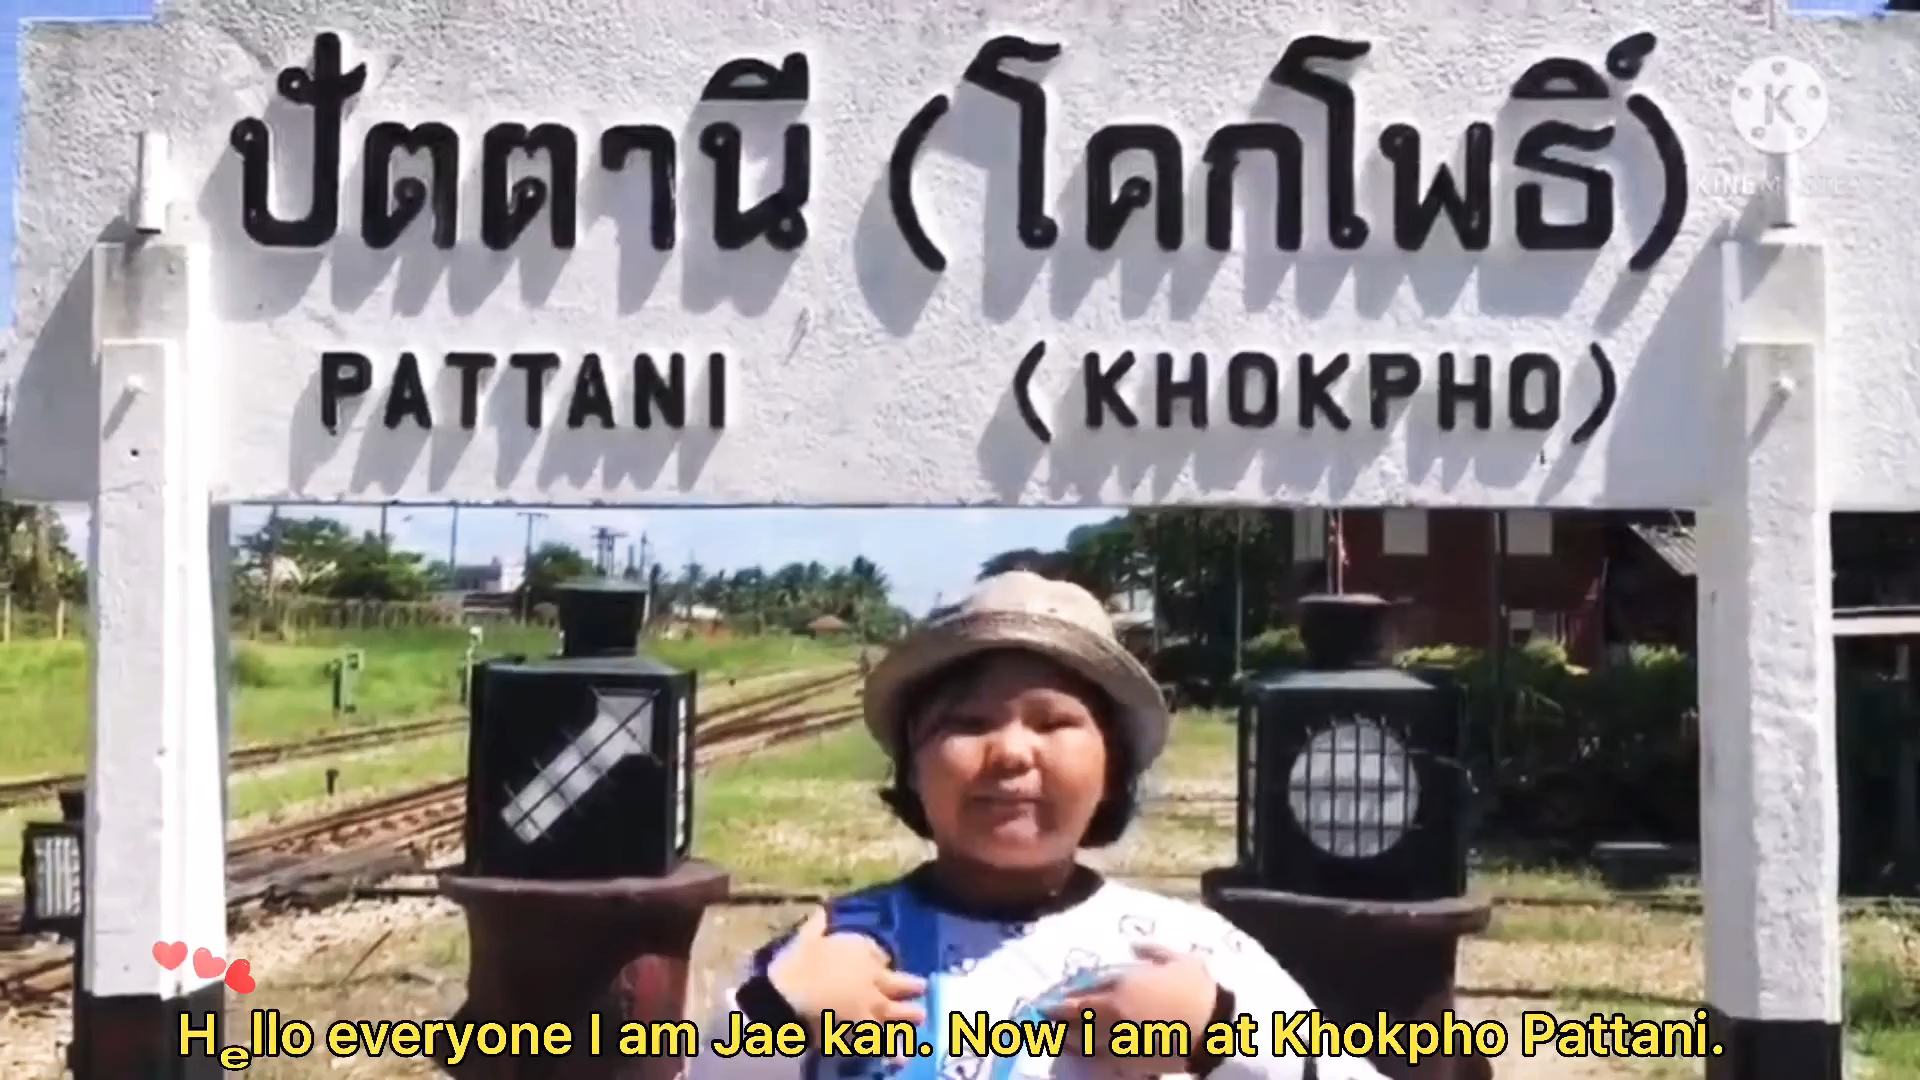 ปัตตานี (โคกโพธิ์)
PATTANI (KHOKPHO)
K
KINEMASTER
Hello everyone I am Jae kan. Now i am at Khokpho Pattani.